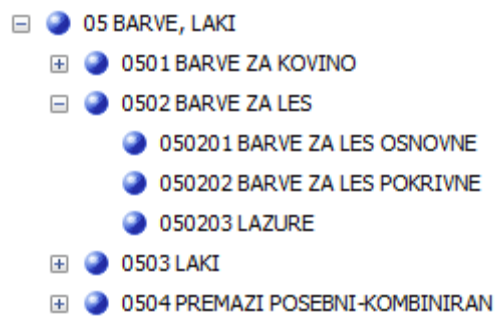 05 BARVE, LAKI
0501 BARVE ZA KOVINO
0502 BARVE ZA LES
050201 BARVE ZA LES OSNOVNE
050202 BARVE ZA LES POKRIVNE
050203 LAZURE
0503 LAKI
0504 PREMAZI POSEBNI-KOMBINIRAN